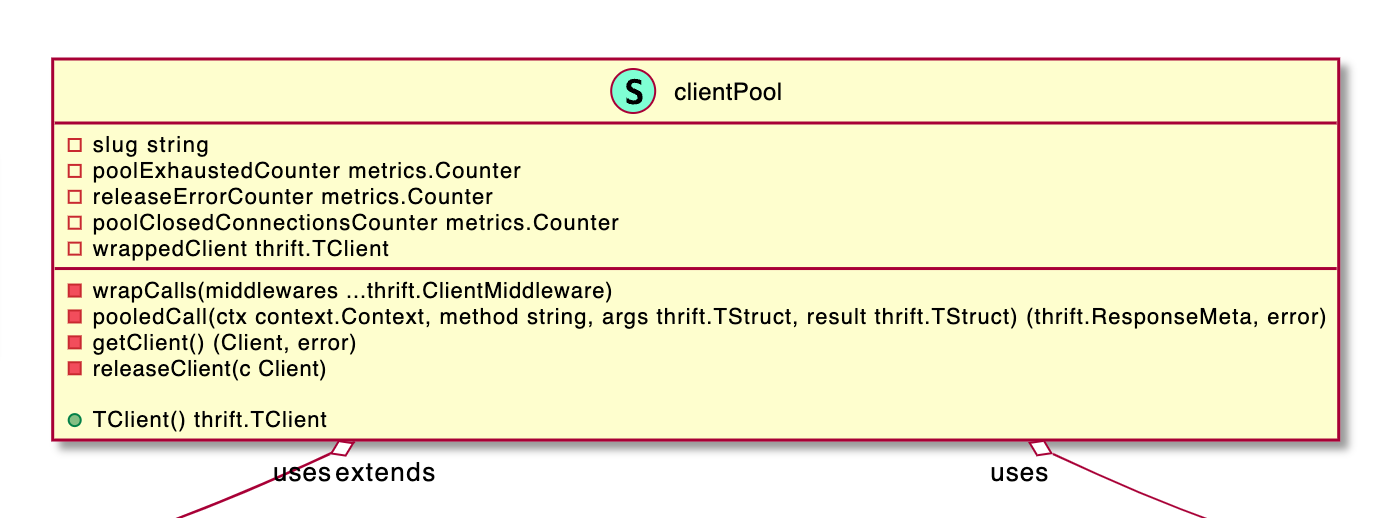 S clientPool
slug string
poolExhaustedCounter metrics.Counter
releaseErrorCounter metrics.Counter
poolClosedConnectionsCounter metrics.Counter
wrappedClient thrift.TClient
wrapCalls(middlewares ...thrift.ClientMiddleware)
pooledCall(ctx context.Context, method string, args thrift.TStruct, result thrift.TStruct) (thrift.ResponseMeta, error)
getClient() (Client, error)
releaseClient(c Client)
TClient() thrift.TClient
uses extends uses